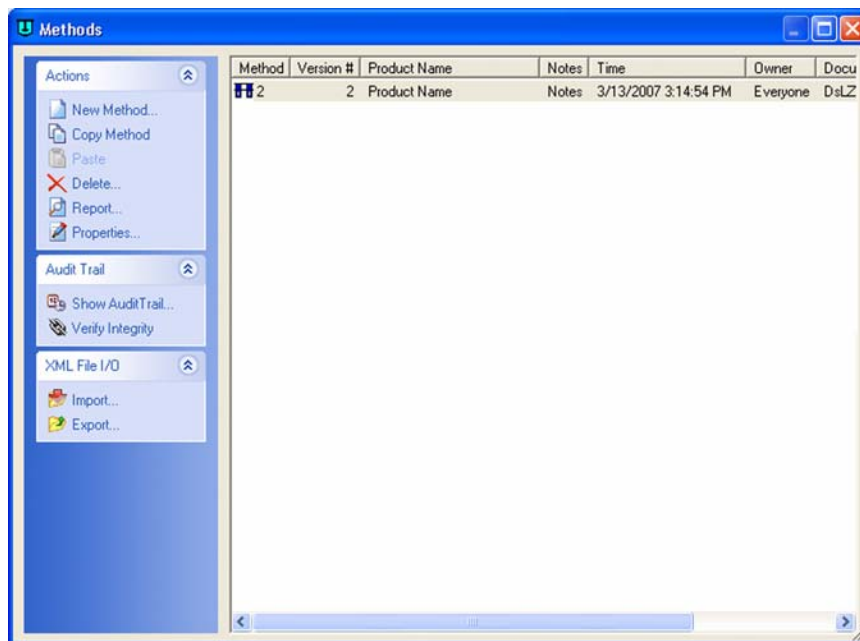 Methods
Actions
New Method...
Copy Method
Paste
Delete...
Report...
Properties...
Audit Trail
Show AuditTrail...
Verify Integrity
XML File I/O
Import...
Export...
Method Version # Product Name Notes Time Owner Docu
2 2 Product Name Notes 3/13/2007 3:14:54 PM Everyone DsLZ